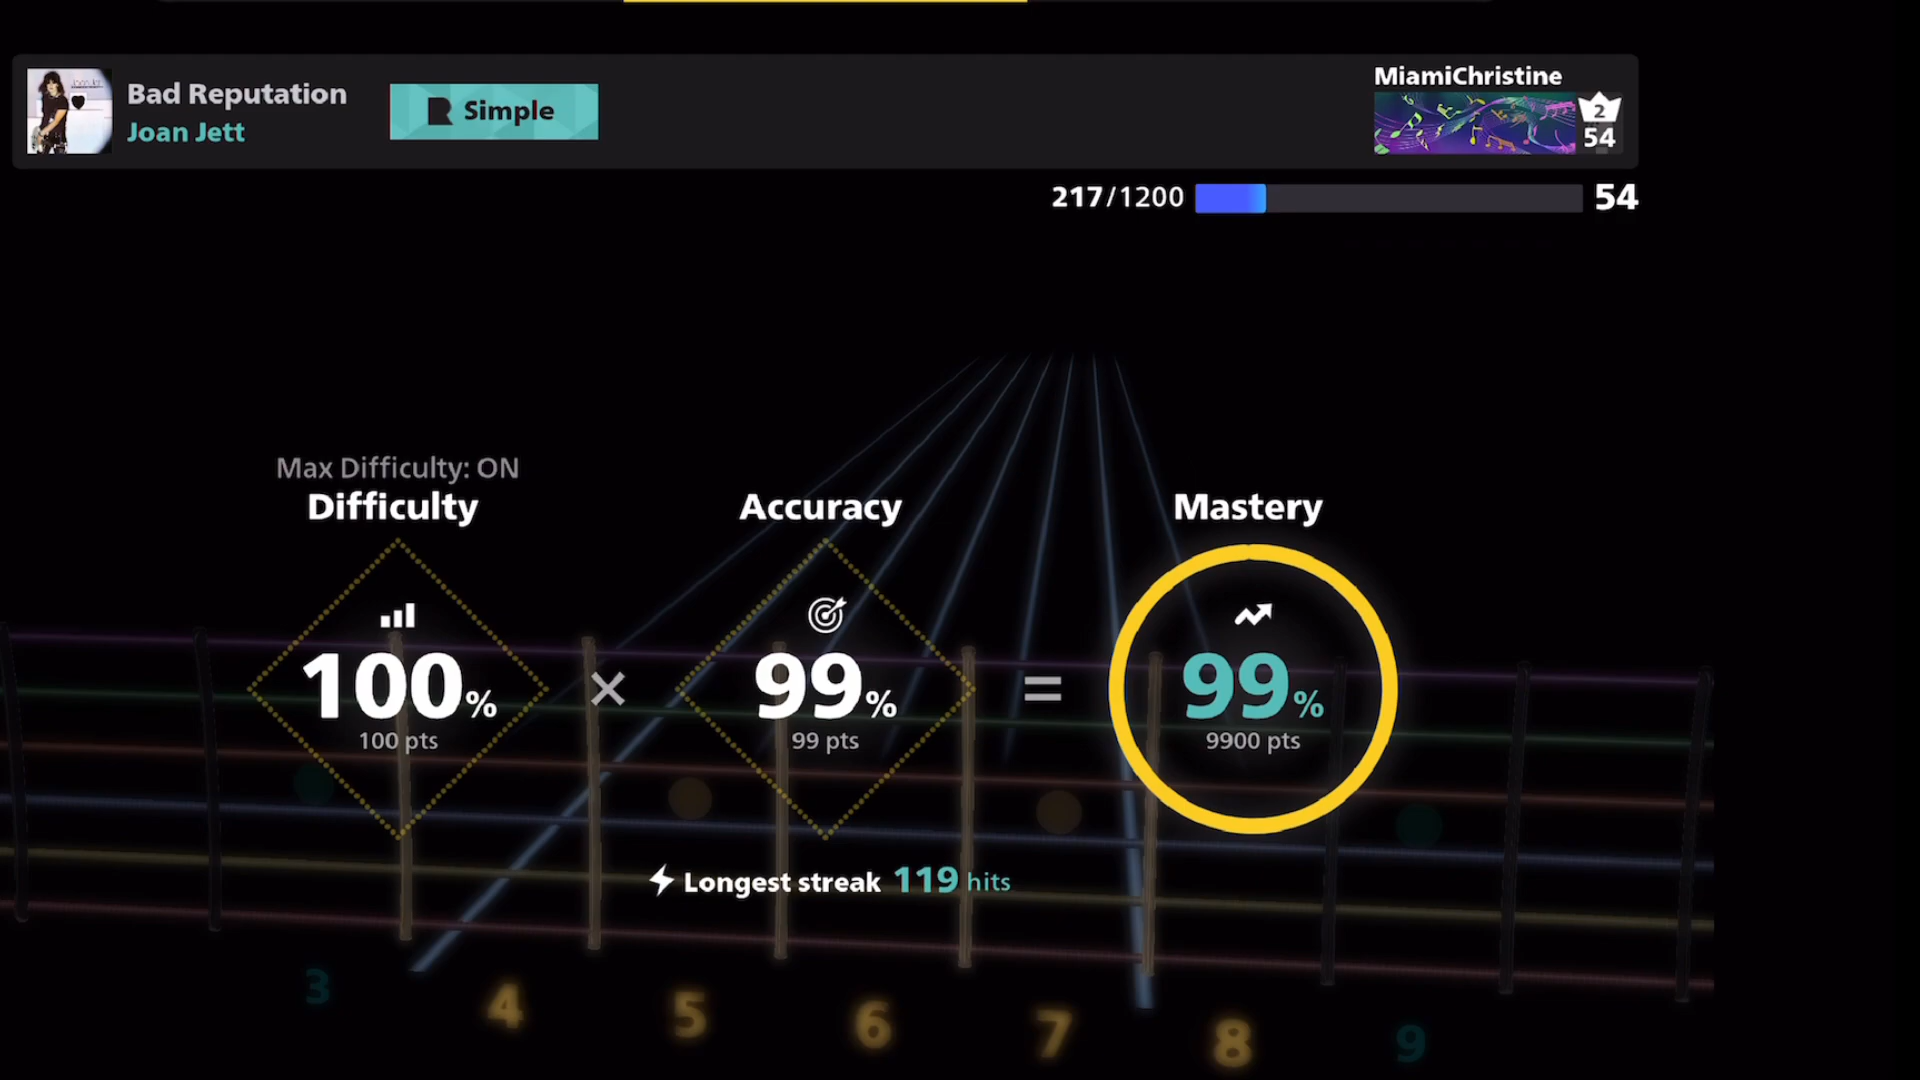 Bad Reputation
Joan Jett
Simple
MiamiChristine
2
54
217/1200
54
Max Difficulty: ON
Difficulty
Accuracy
Mastery
100%
×
99%
=
99%
100 pts
99 pts
9900 pts
Longest streak 119 hits
3
4
5
6
7
8
9